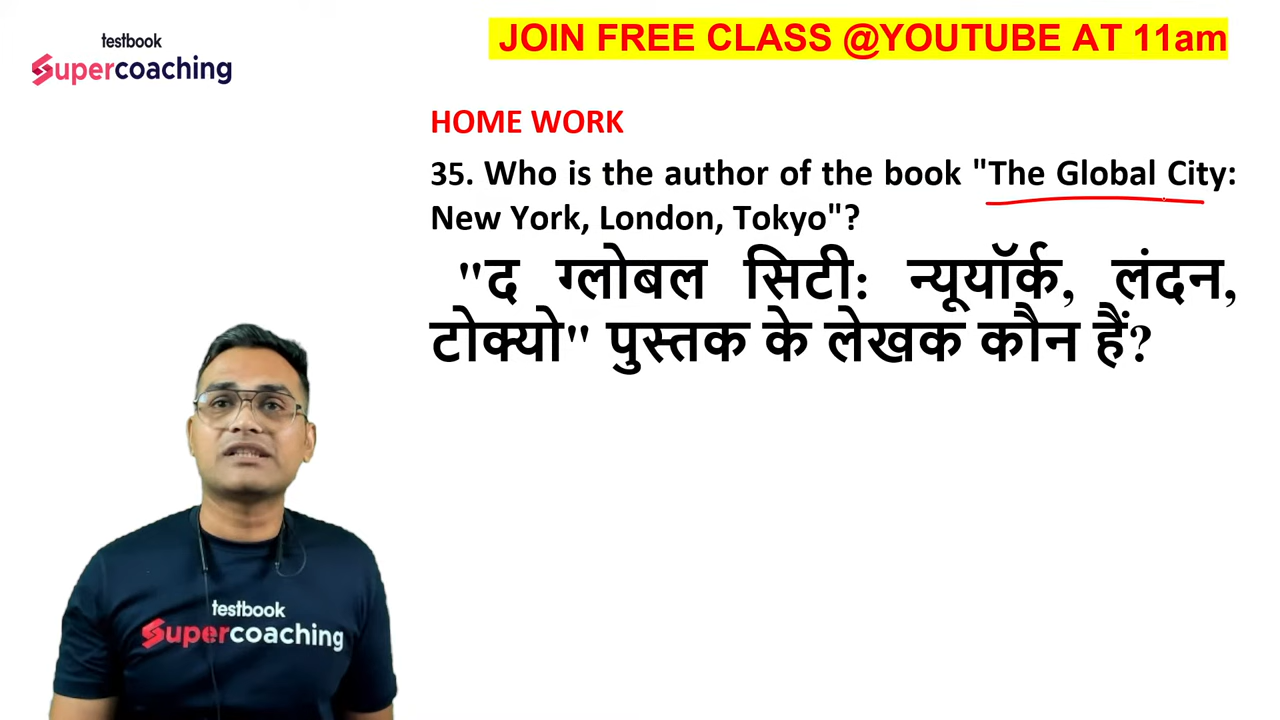 testbook
Supercoaching
JOIN FREE CLASS @YOUTUBE AT 11am
HOME WORK
35. Who is the author of the book "The Global City:
New York, London, Tokyo"?
"द ग्लोबल सिटी: न्यूयॉर्क, लंदन,
टोक्यो" पुस्तक के लेखक कौन हैं?
testbook
Supercoaching